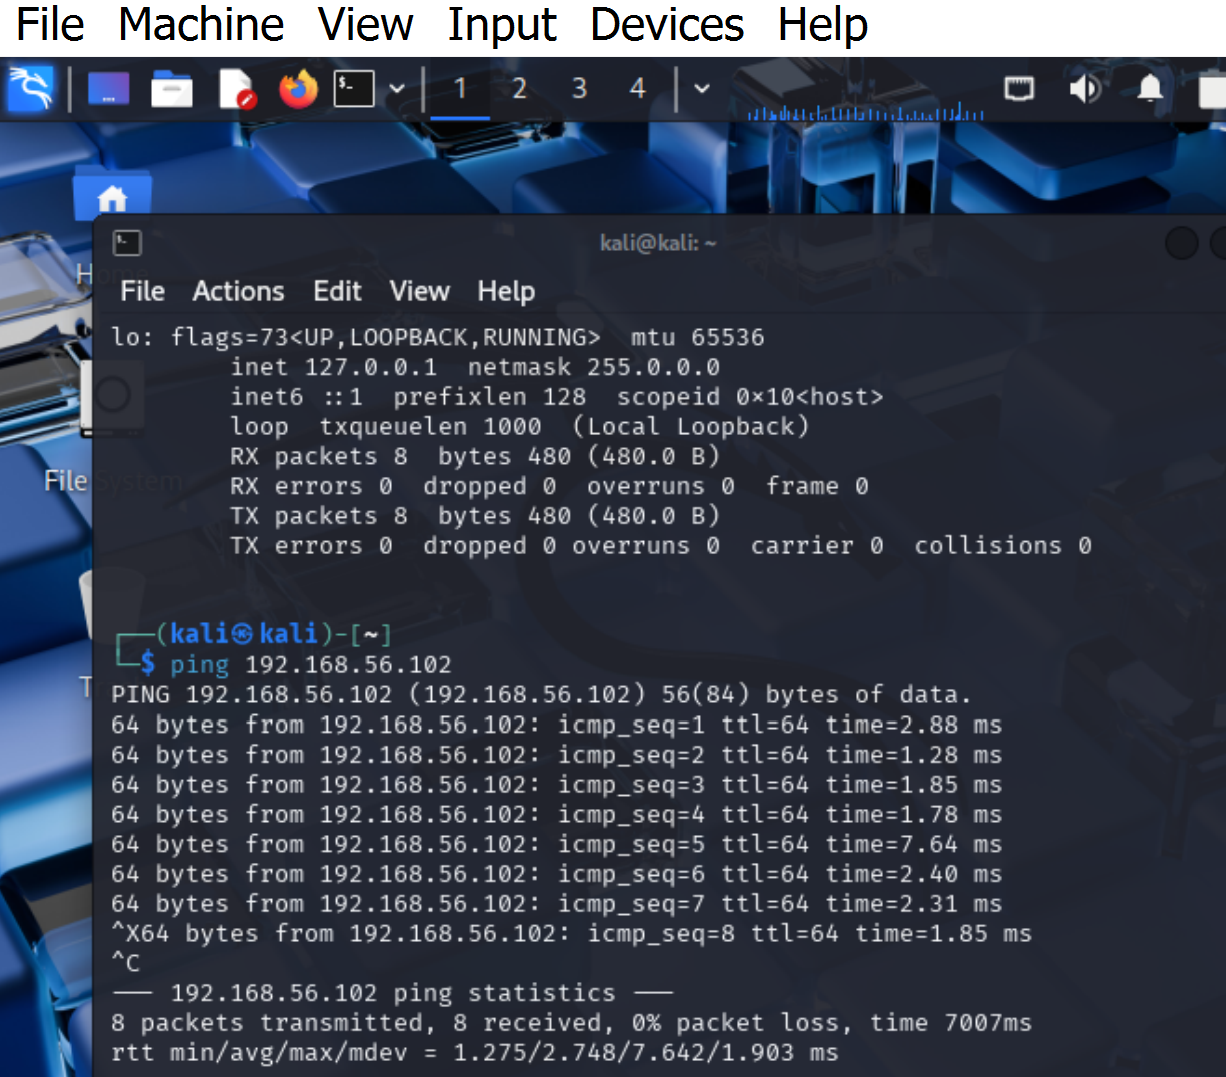 File Machine View Input Devices Help
1 2 3 4
kali@kali: ~
Home
File Actions Edit View Help
lo: flags=73<UP,LOOPBACK,RUNNING> mtu 65536
inet 127.0.0.1 netmask 255.0.0.0
inet6 ::1 prefixlen 128 scopeid 0×10<host>
loop txqueuelen 1000 (Local Loopback)
RX packets 8 bytes 480 (480.0 B)
File System
RX errors 0 dropped 0 overruns 0 frame 0
TX packets 8 bytes 480 (480.0 B)
TX errors 0 dropped 0 overruns 0 carrier 0 collisions 0
┌──(kali㉿kali)-[~]
└─$ ping 192.168.56.102
PING 192.168.56.102 (192.168.56.102) 56(84) bytes of data.
64 bytes from 192.168.56.102: icmp_seq=1 ttl=64 time=2.88 ms
64 bytes from 192.168.56.102: icmp_seq=2 ttl=64 time=1.28 ms
64 bytes from 192.168.56.102: icmp_seq=3 ttl=64 time=1.85 ms
64 bytes from 192.168.56.102: icmp_seq=4 ttl=64 time=1.78 ms
64 bytes from 192.168.56.102: icmp_seq=5 ttl=64 time=7.64 ms
64 bytes from 192.168.56.102: icmp_seq=6 ttl=64 time=2.40 ms
64 bytes from 192.168.56.102: icmp_seq=7 ttl=64 time=2.31 ms
^X64 bytes from 192.168.56.102: icmp_seq=8 ttl=64 time=1.85 ms
^C
── 192.168.56.102 ping statistics ──
8 packets transmitted, 8 received, 0% packet loss, time 7007ms
rtt min/avg/max/mdev = 1.275/2.748/7.642/1.903 ms